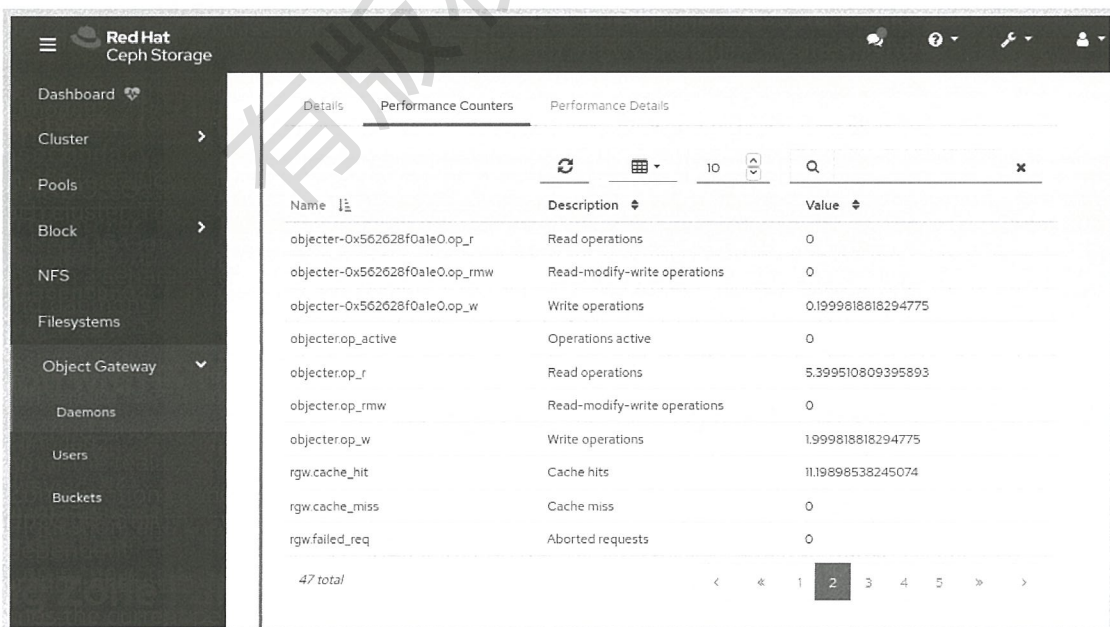 有版权
Red Hat
Ceph Storage
Dashboard
Cluster
Pools
Block
NFS
Filesystems
Object Gateway
Daemons
Users
Buckets
Details Performance Counters Performance Details
10
Name Description Value
objecter-0x562628f0a1e0.op_r Read operations 0
objecter-0x562628f0a1e0.op_rmw Read-modify-write operations 0
objecter-0x562628f0a1e0.op_w Write operations 0.1999818818294775
objecter.op_active Operations active 0
objecter.op_r Read operations 5.399510809395893
objecter.op_rmw Read-modify-write operations 0
objecter.op_w Write operations 1.999818818294775
rgw.cache_hit Cache hits 11.19898538245074
rgw.cache_miss Cache miss 0
rgw.failed_req Aborted requests 0
47 total 1 2 3 4 5